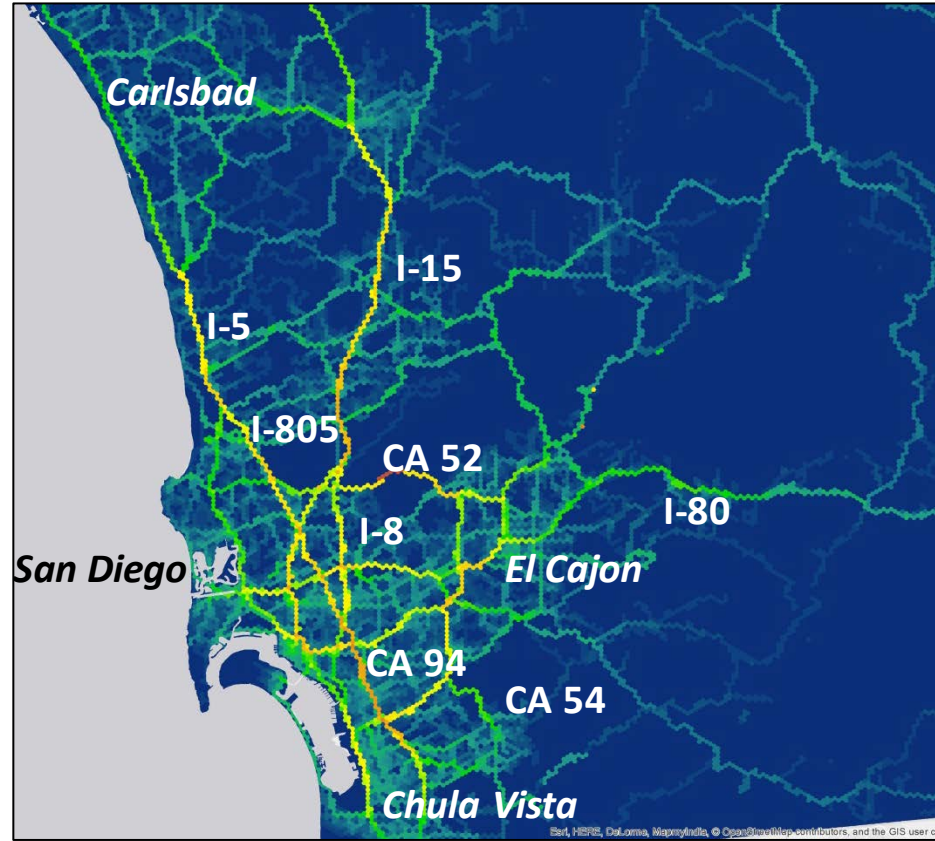 Carlsbad
I-15
I-5
I-805
CA 52
I-80
I-8
San Diego
El Cajon
CA 94
CA 54
Chula Vista
Esri, HERE, DeLorme, MapmyIndia, © OpenStreetMap contributors, and the GIS user c